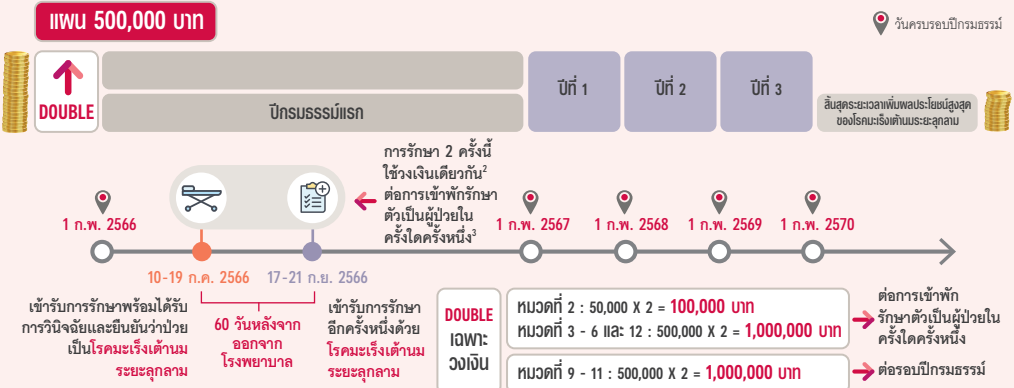 แผน 500,000 บาท
วันครบรอบปีกรมธรรม์
DOUBLE
ปีกรมธรรม์แรก
ปีที่ 1
ปีที่ 2
ปีที่ 3
สิ้นสุดระยะเวลาเพิ่มผลประโยชน์สูงสุด
ของโรคมะเร็งเต้านมระยะลุกลาม
การรักษา 2 ครั้งนี้
ใช้วงเงินเดียวกัน²
ต่อการเข้าพักรักษา
ตัวเป็นผู้ป่วยใน
ครั้งใดครั้งหนึ่ง³
1 ก.พ. 2566
1 ก.พ. 2567
1 ก.พ. 2568
1 ก.พ. 2569
1 ก.พ. 2570
10-19 ก.ค. 2566
17-21 ก.ย. 2566
เข้ารับการรักษาพร้อมได้รับ
การวินิจฉัยและยืนยันว่าป่วย
เป็นโรคมะเร็งเต้านม
ระยะลุกลาม
60 วันหลังจาก
ออกจาก
โรงพยาบาล
เข้ารับการรักษา
อีกครั้งหนึ่งด้วย
โรคมะเร็งเต้านม
ระยะลุกลาม
DOUBLE
เฉพาะ
วงเงิน
หมวดที่ 2 : 50,000 X 2 = 100,000 บาท
หมวดที่ 3 - 6 และ 12 : 500,000 X 2 = 1,000,000 บาท
ต่อการเข้าพัก
รักษาตัวเป็นผู้ป่วยใน
ครั้งใดครั้งหนึ่ง
หมวดที่ 9 - 11 : 500,000 X 2 = 1,000,000 บาท
ต่อรอบปีกรมธรรม์